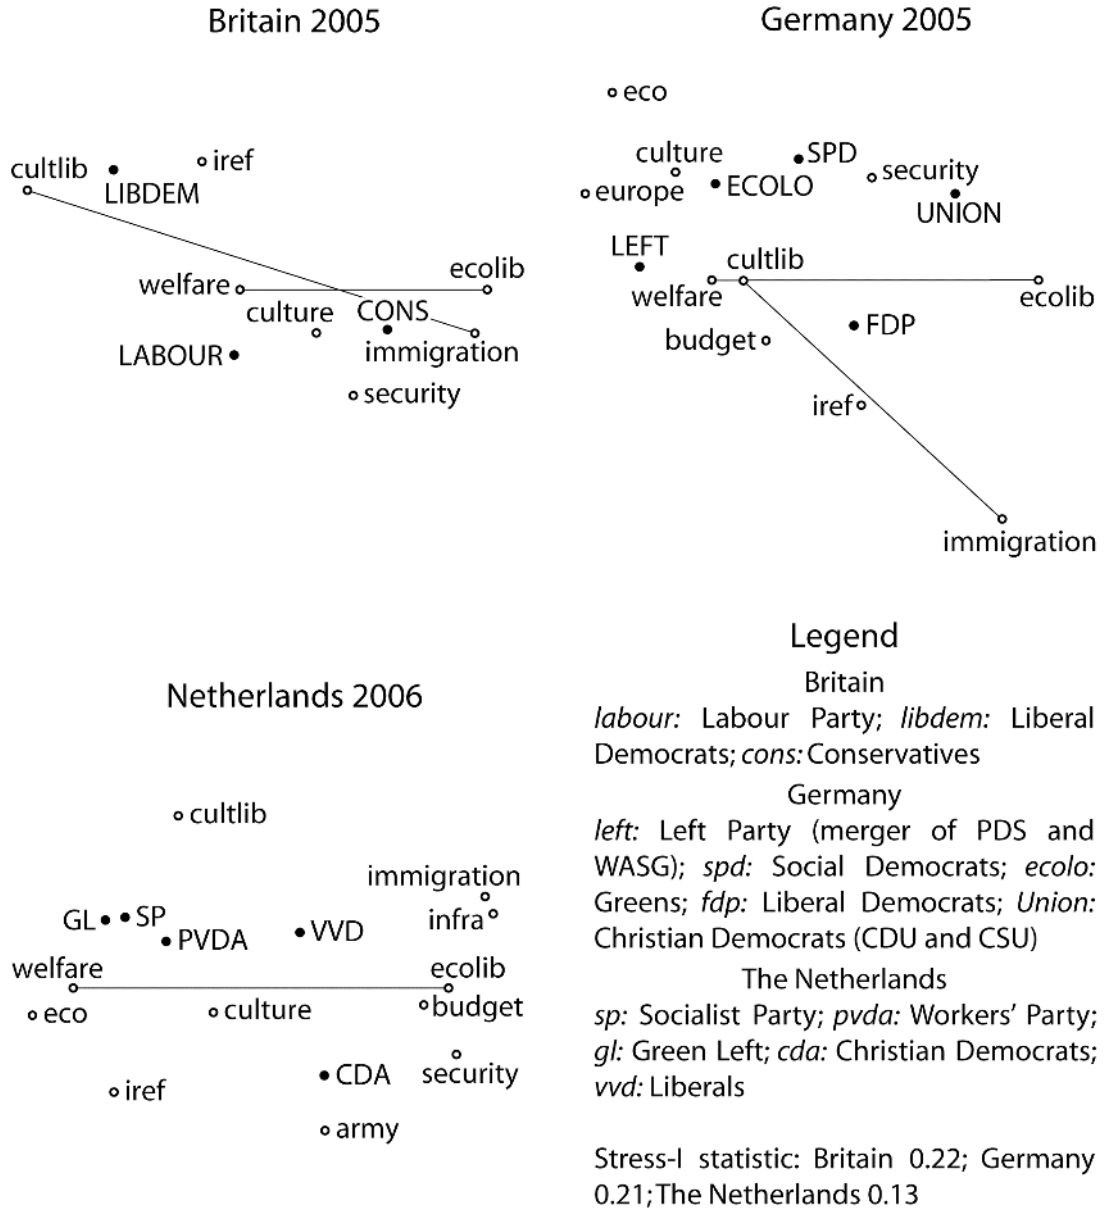 Britain 2005
cultlib
LIBDEM
iref
welfare
ecolib
culture
CONS
LABOUR
immigration
security
Germany 2005
eco
culture
SPD
security
europe
ECOLO
UNION
LEFT
cultlib
welfare
ecolib
budget
FDP
iref
immigration
Netherlands 2006
cultlib
immigration
GL
SP
infra
PVDA
VVD
welfare
ecolib
eco
culture
budget
CDA
security
iref
army
Legend
Britain
labour: Labour Party; libdem: Liberal
Democrats; cons: Conservatives
Germany
left: Left Party (merger of PDS and
WASG); spd: Social Democrats; ecolo:
Greens; fdp: Liberal Democrats; Union:
Christian Democrats (CDU and CSU)
The Netherlands
sp: Socialist Party; pvda: Workers' Party;
gl: Green Left; cda: Christian Democrats;
vvd: Liberals
Stress-I statistic: Britain 0.22; Germany
0.21; The Netherlands 0.13